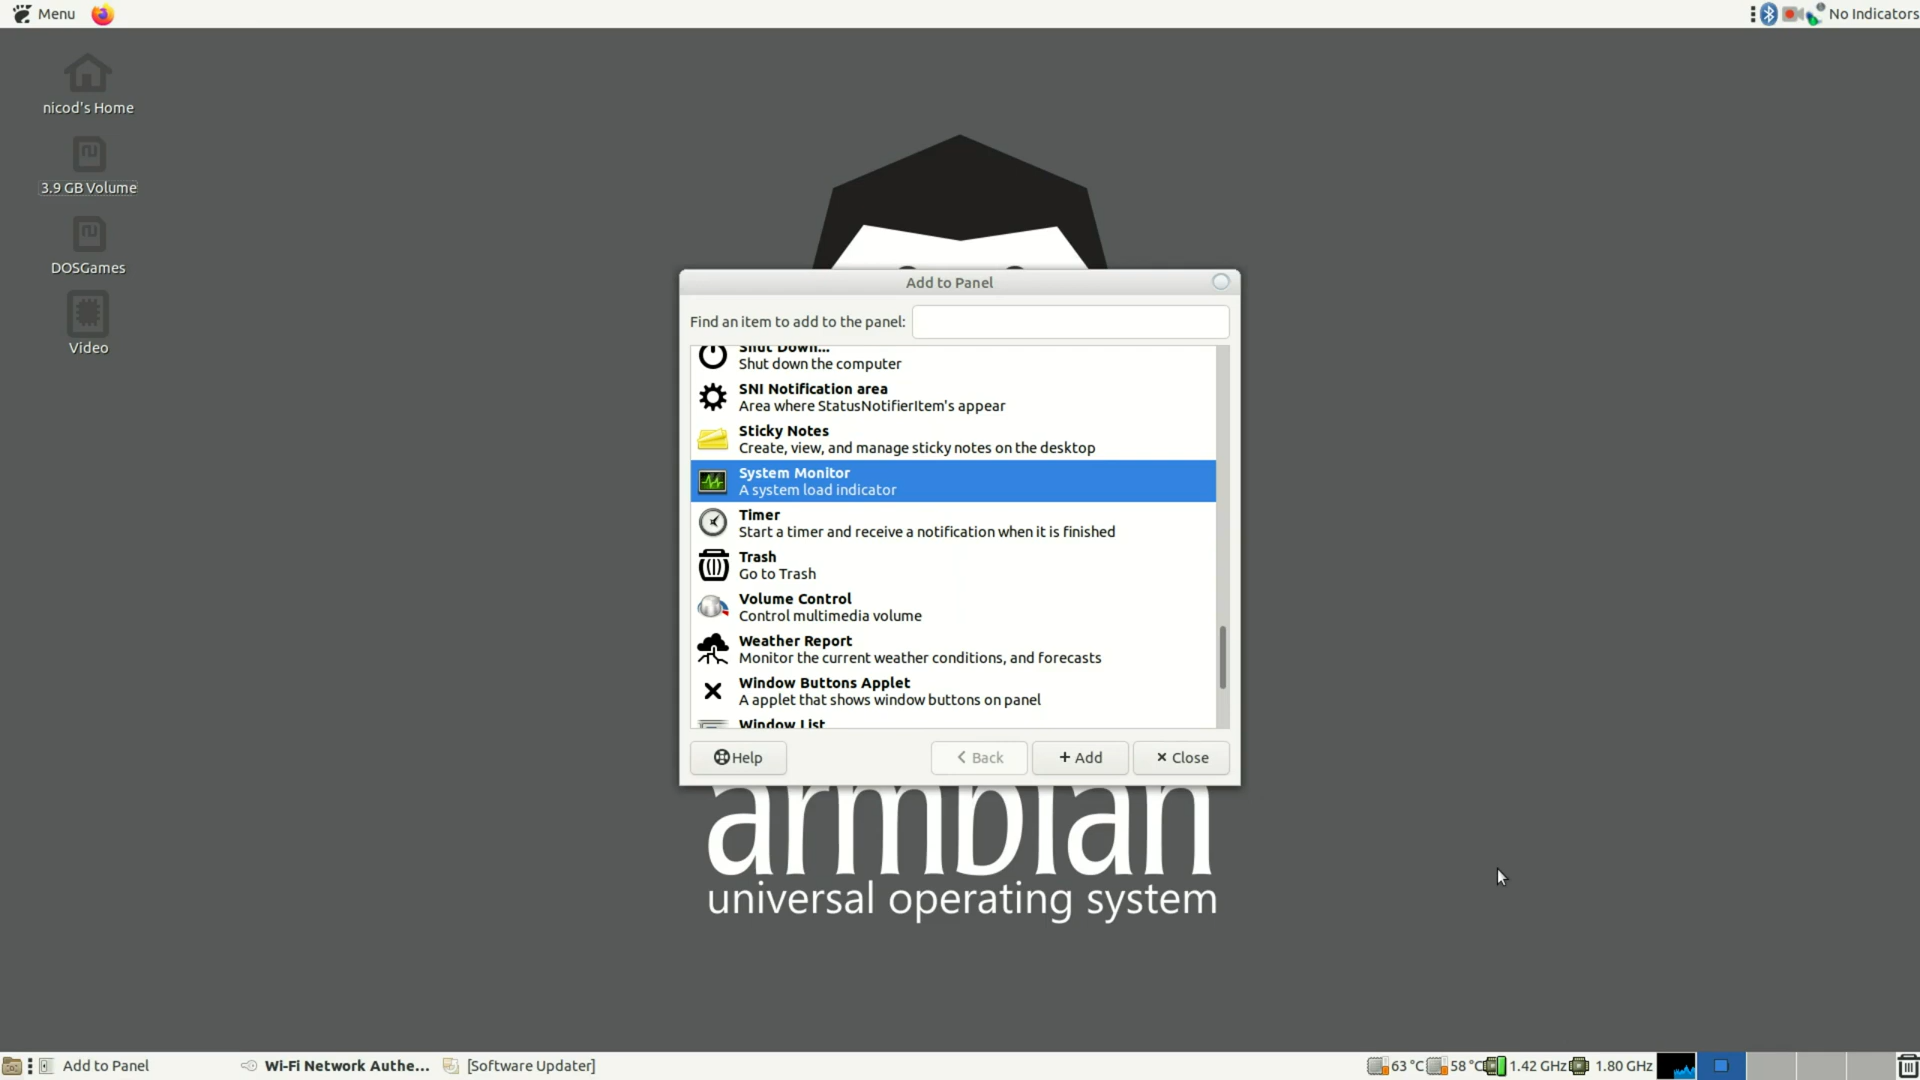 Menu
No Indicators
nicod's Home
3.9 GB Volume
DOSGames
Video
Add to Panel
Find an item to add to the panel:
Shut Down...
Shut down the computer
SNI Notification area
Area where StatusNotifierItem's appear
Sticky Notes
Create, view, and manage sticky notes on the desktop
System Monitor
A system load indicator
Timer
Start a timer and receive a notification when it is finished
Trash
Go to Trash
Volume Control
Control multimedia volume
Weather Report
Monitor the current weather conditions, and forecasts
Window Buttons Applet
A applet that shows window buttons on panel
Window List
Help
Back
Add
Close
armbian
universal operating system
Add to Panel
Wi-Fi Network Authe...
[Software Updater]
63 °C
58 °C
1.42 GHz
1.80 GHz